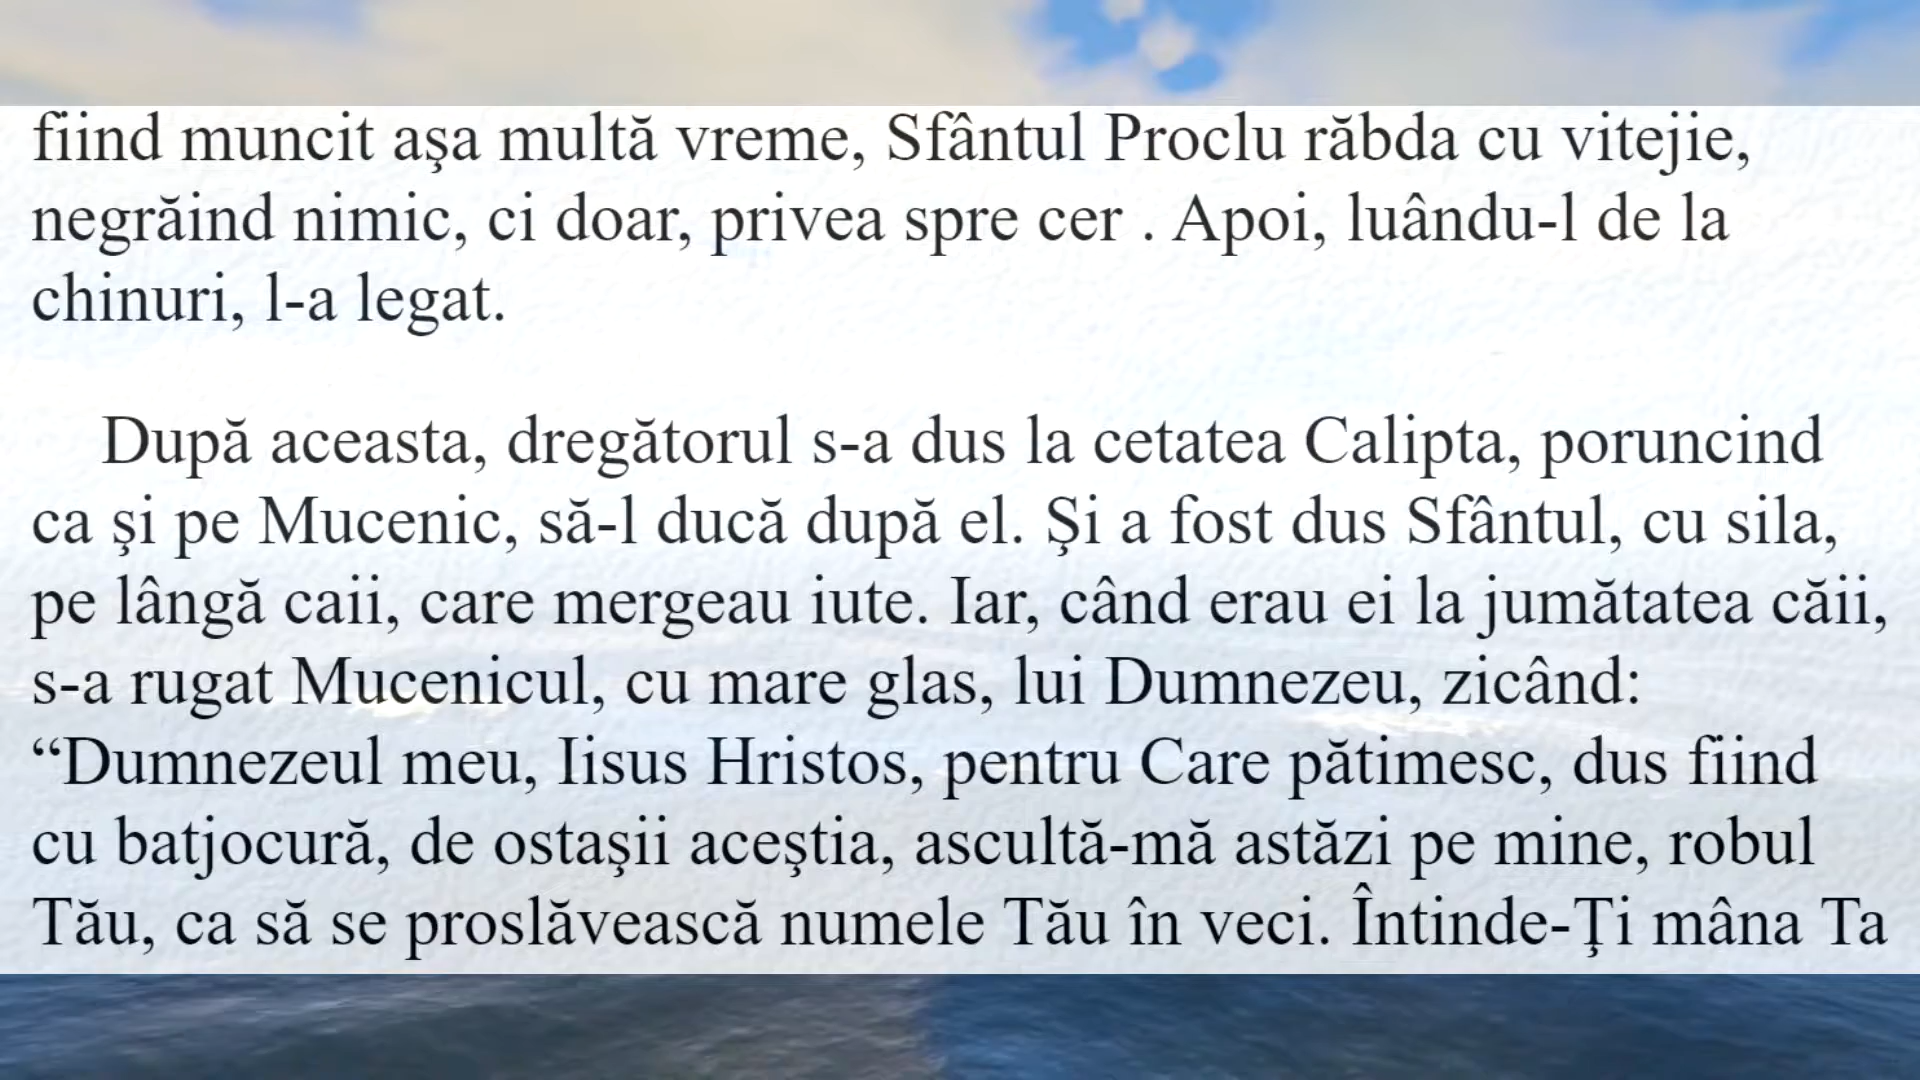 fiind muncit aşa multă vreme, Sfântul Proclu răbda cu vitejie,
negrăind nimic, ci doar, privea spre cer . Apoi, luându-l de la
chinuri, l-a legat.
După aceasta, dregătorul s-a dus la cetatea Calipta, poruncind
ca şi pe Mucenic, să-l ducă după el. Şi a fost dus Sfântul, cu sila,
pe lângă caii, care mergeau iute. Iar, când erau ei la jumătatea căii,
s-a rugat Mucenicul, cu mare glas, lui Dumnezeu, zicând:
“Dumnezeul meu, Iisus Hristos, pentru Care pătimesc, dus fiind
cu batjocură, de ostaşii aceştia, ascultă-mă astăzi pe mine, robul
Tău, ca să se proslăvească numele Tău în veci. Întinde-Ţi mâna Ta